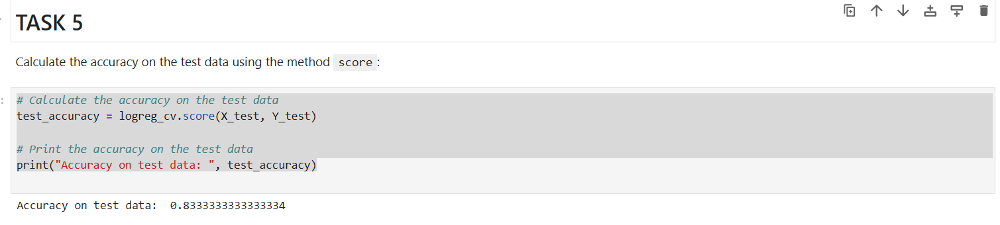 TASK 5
Calculate the accuracy on the test data using the method score :
:
# Calculate the accuracy on the test data
test_accuracy = logreg_cv.score(X_test, Y_test)
# Print the accuracy on the test data
print("Accuracy on test data: ", test_accuracy)
Accuracy on test data:  0.8333333333333334